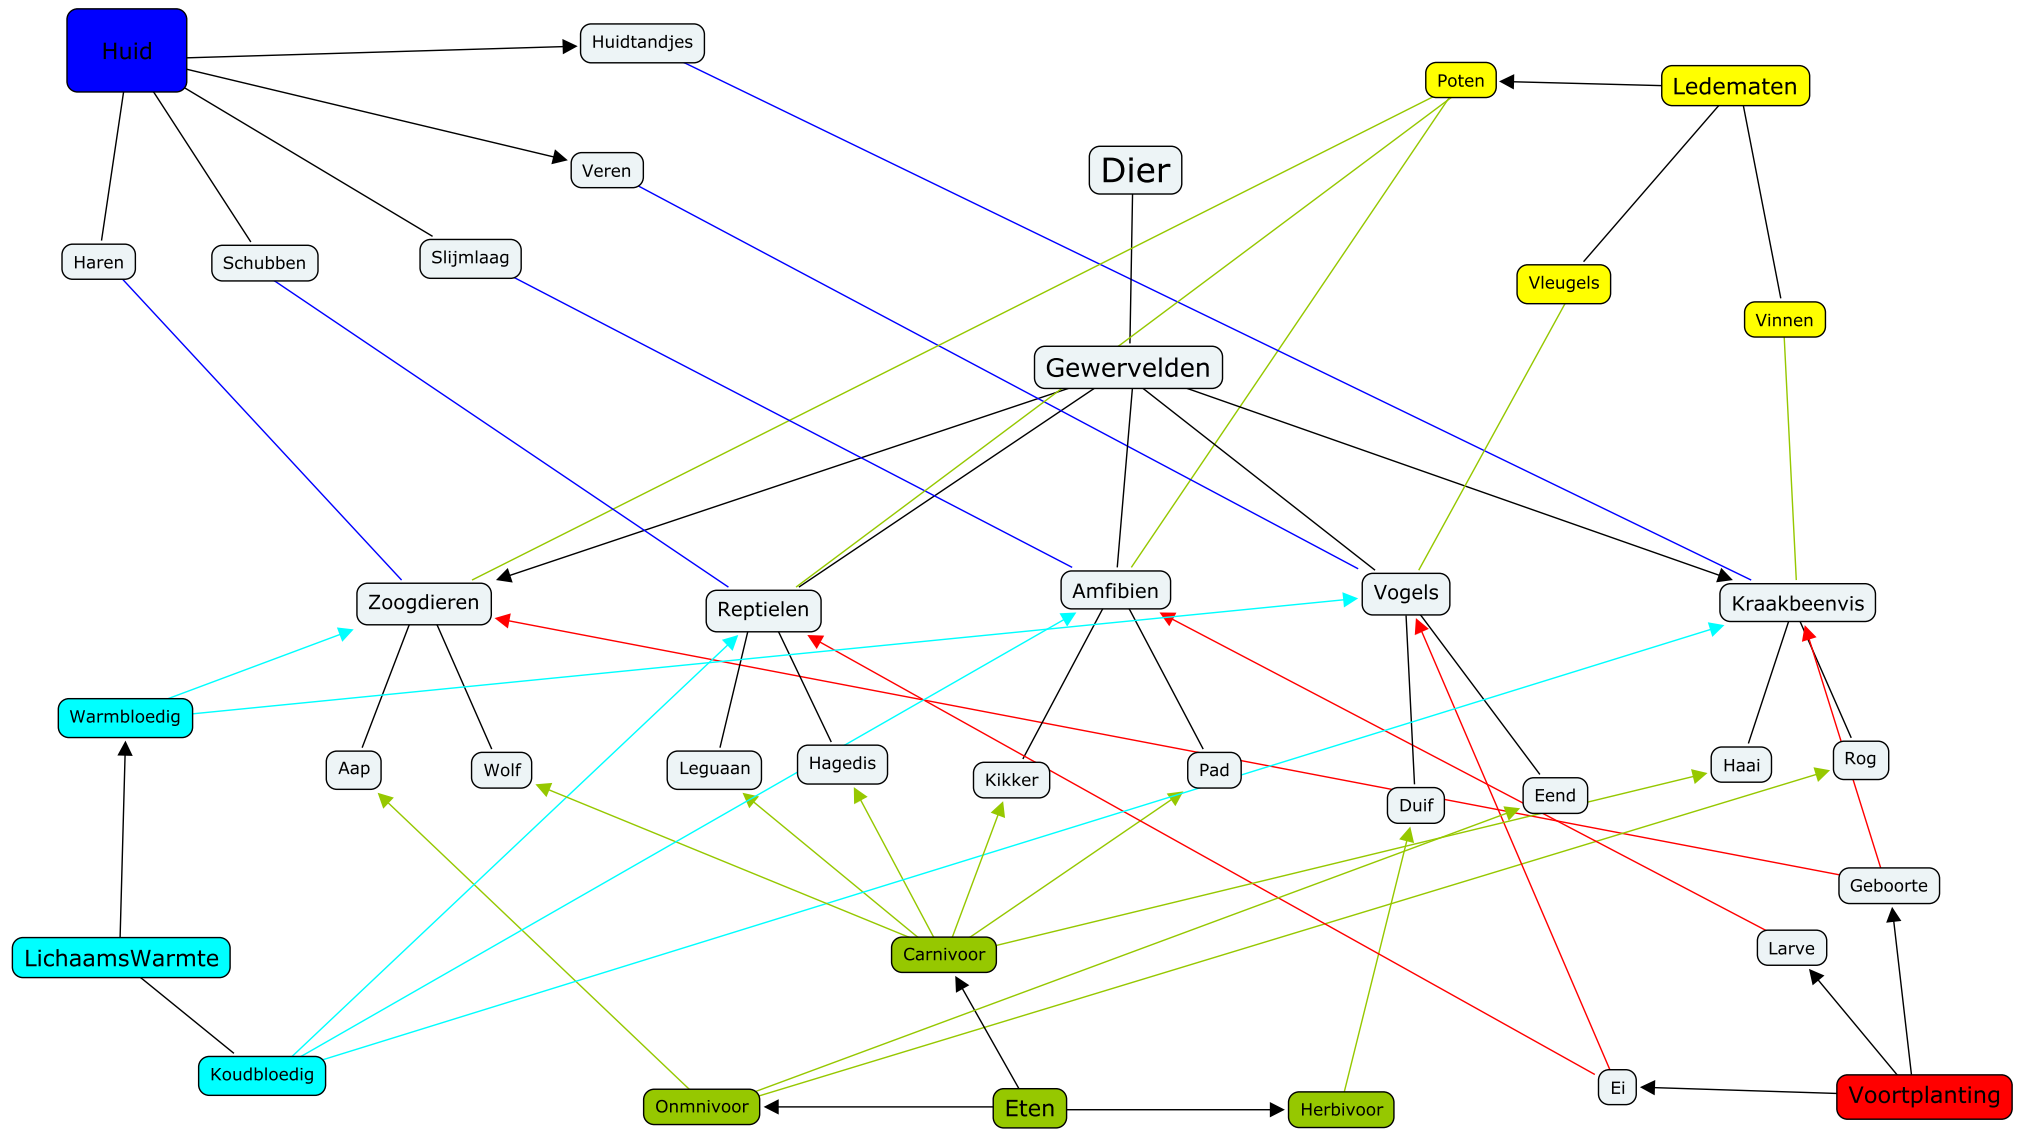 Huid
Huidtandjes
Poten
Ledematen
Veren
Dier
Haren
Schubben
Slijmlaag
Vleugels
Vinnen
Gewervelden
Zoogdieren
Reptielen
Amfibien
Vogels
Kraakbeenvis
Warmbloedig
Aap
Wolf
Leguaan
Hagedis
Kikker
Pad
Duif
Eend
Haai
Rog
Geboorte
LichaamsWarmte
Carnivoor
Larve
Koudbloedig
Onmnivoor
Eten
Herbivoor
Ei
Voortplanting